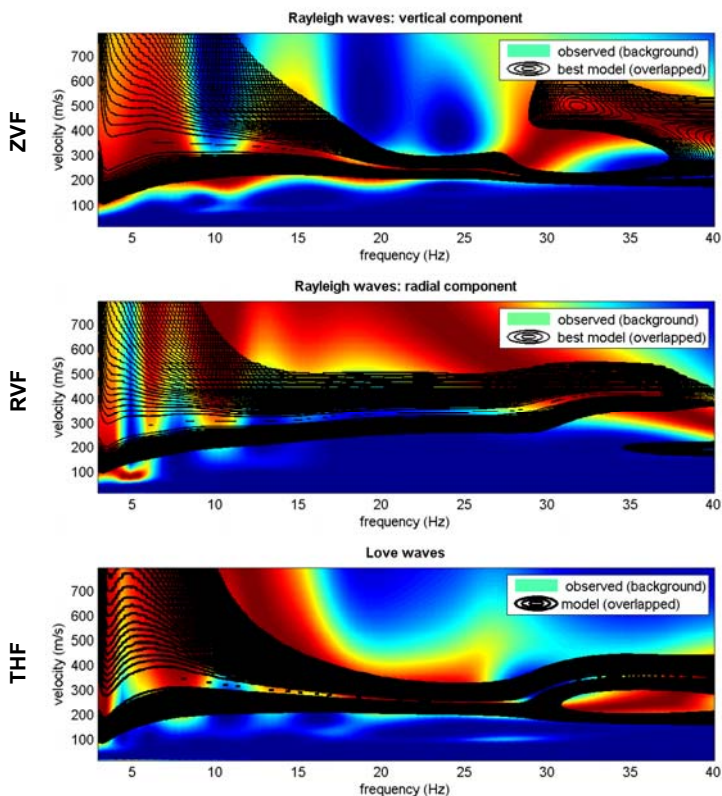 Rayleigh waves: vertical component
ZVF
velocity (m/s)
700
600
500
400
300
200
100
observed (background)
best model (overlapped)
5 10 15 20 25 30 35 40
frequency (Hz)
Rayleigh waves: radial component
RVF
velocity (m/s)
700
600
500
400
300
200
100
observed (background)
best model (overlapped)
5 10 15 20 25 30 35 40
frequency (Hz)
Love waves
THF
velocity (m/s)
700
600
500
400
300
200
100
observed (background)
model (overlapped)
5 10 15 20 25 30 35 40
frequency (Hz)